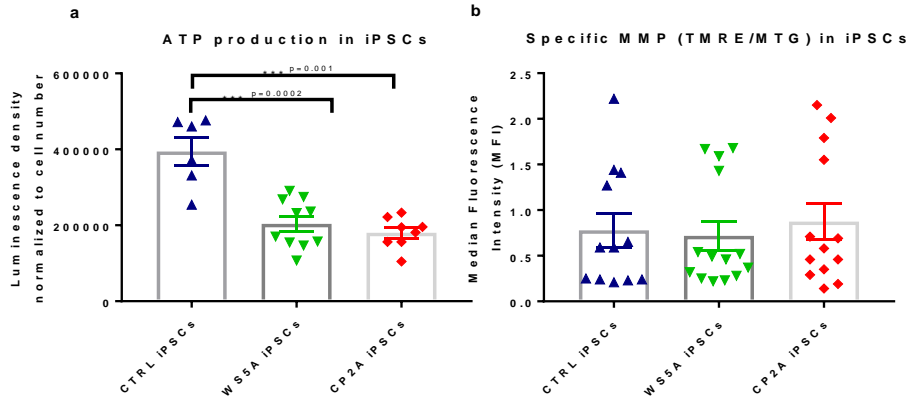 a
ATP production in iPSCs
Luminescence density
normalized to cell number
600000
400000
200000
0
*** p=0.001
*** p=0.0002
CTRL iPSCs
WS5A iPSCs
CP2A iPSCs
b
Specific MMP (TMRE/MTG) in iPSCs
Median Fluorescence
Intensity (MFI)
2.5
2.0
1.5
1.0
0.5
0.0
CTRL iPSCs
WS5A iPSCs
CP2A iPSCs